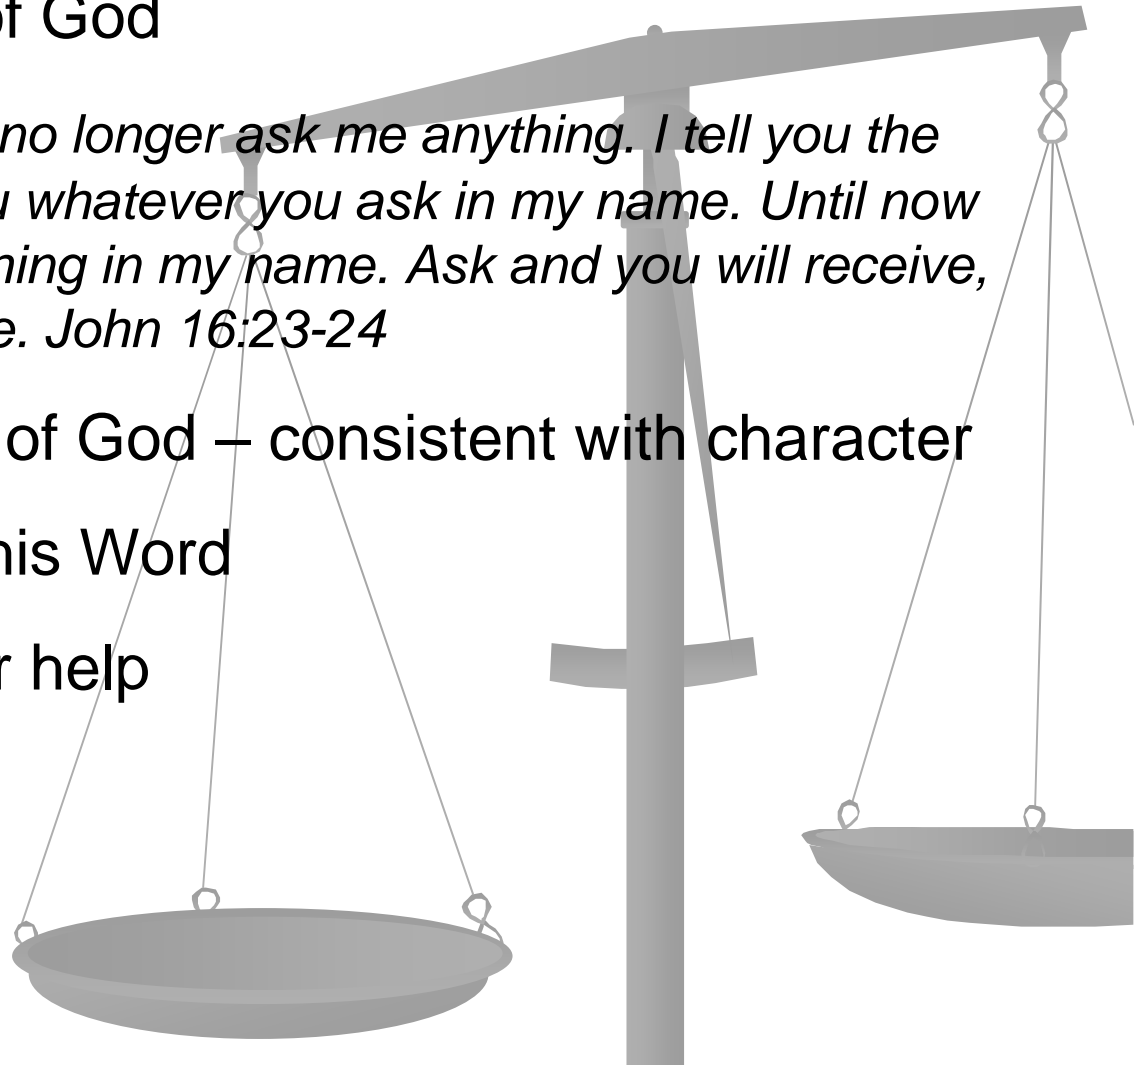 of God
no longer ask me anything. I tell you the
u whatever you ask in my name. Until now
ning in my name. Ask and you will receive,
e. John 16:23-24
of God – consistent with character
his Word
r help